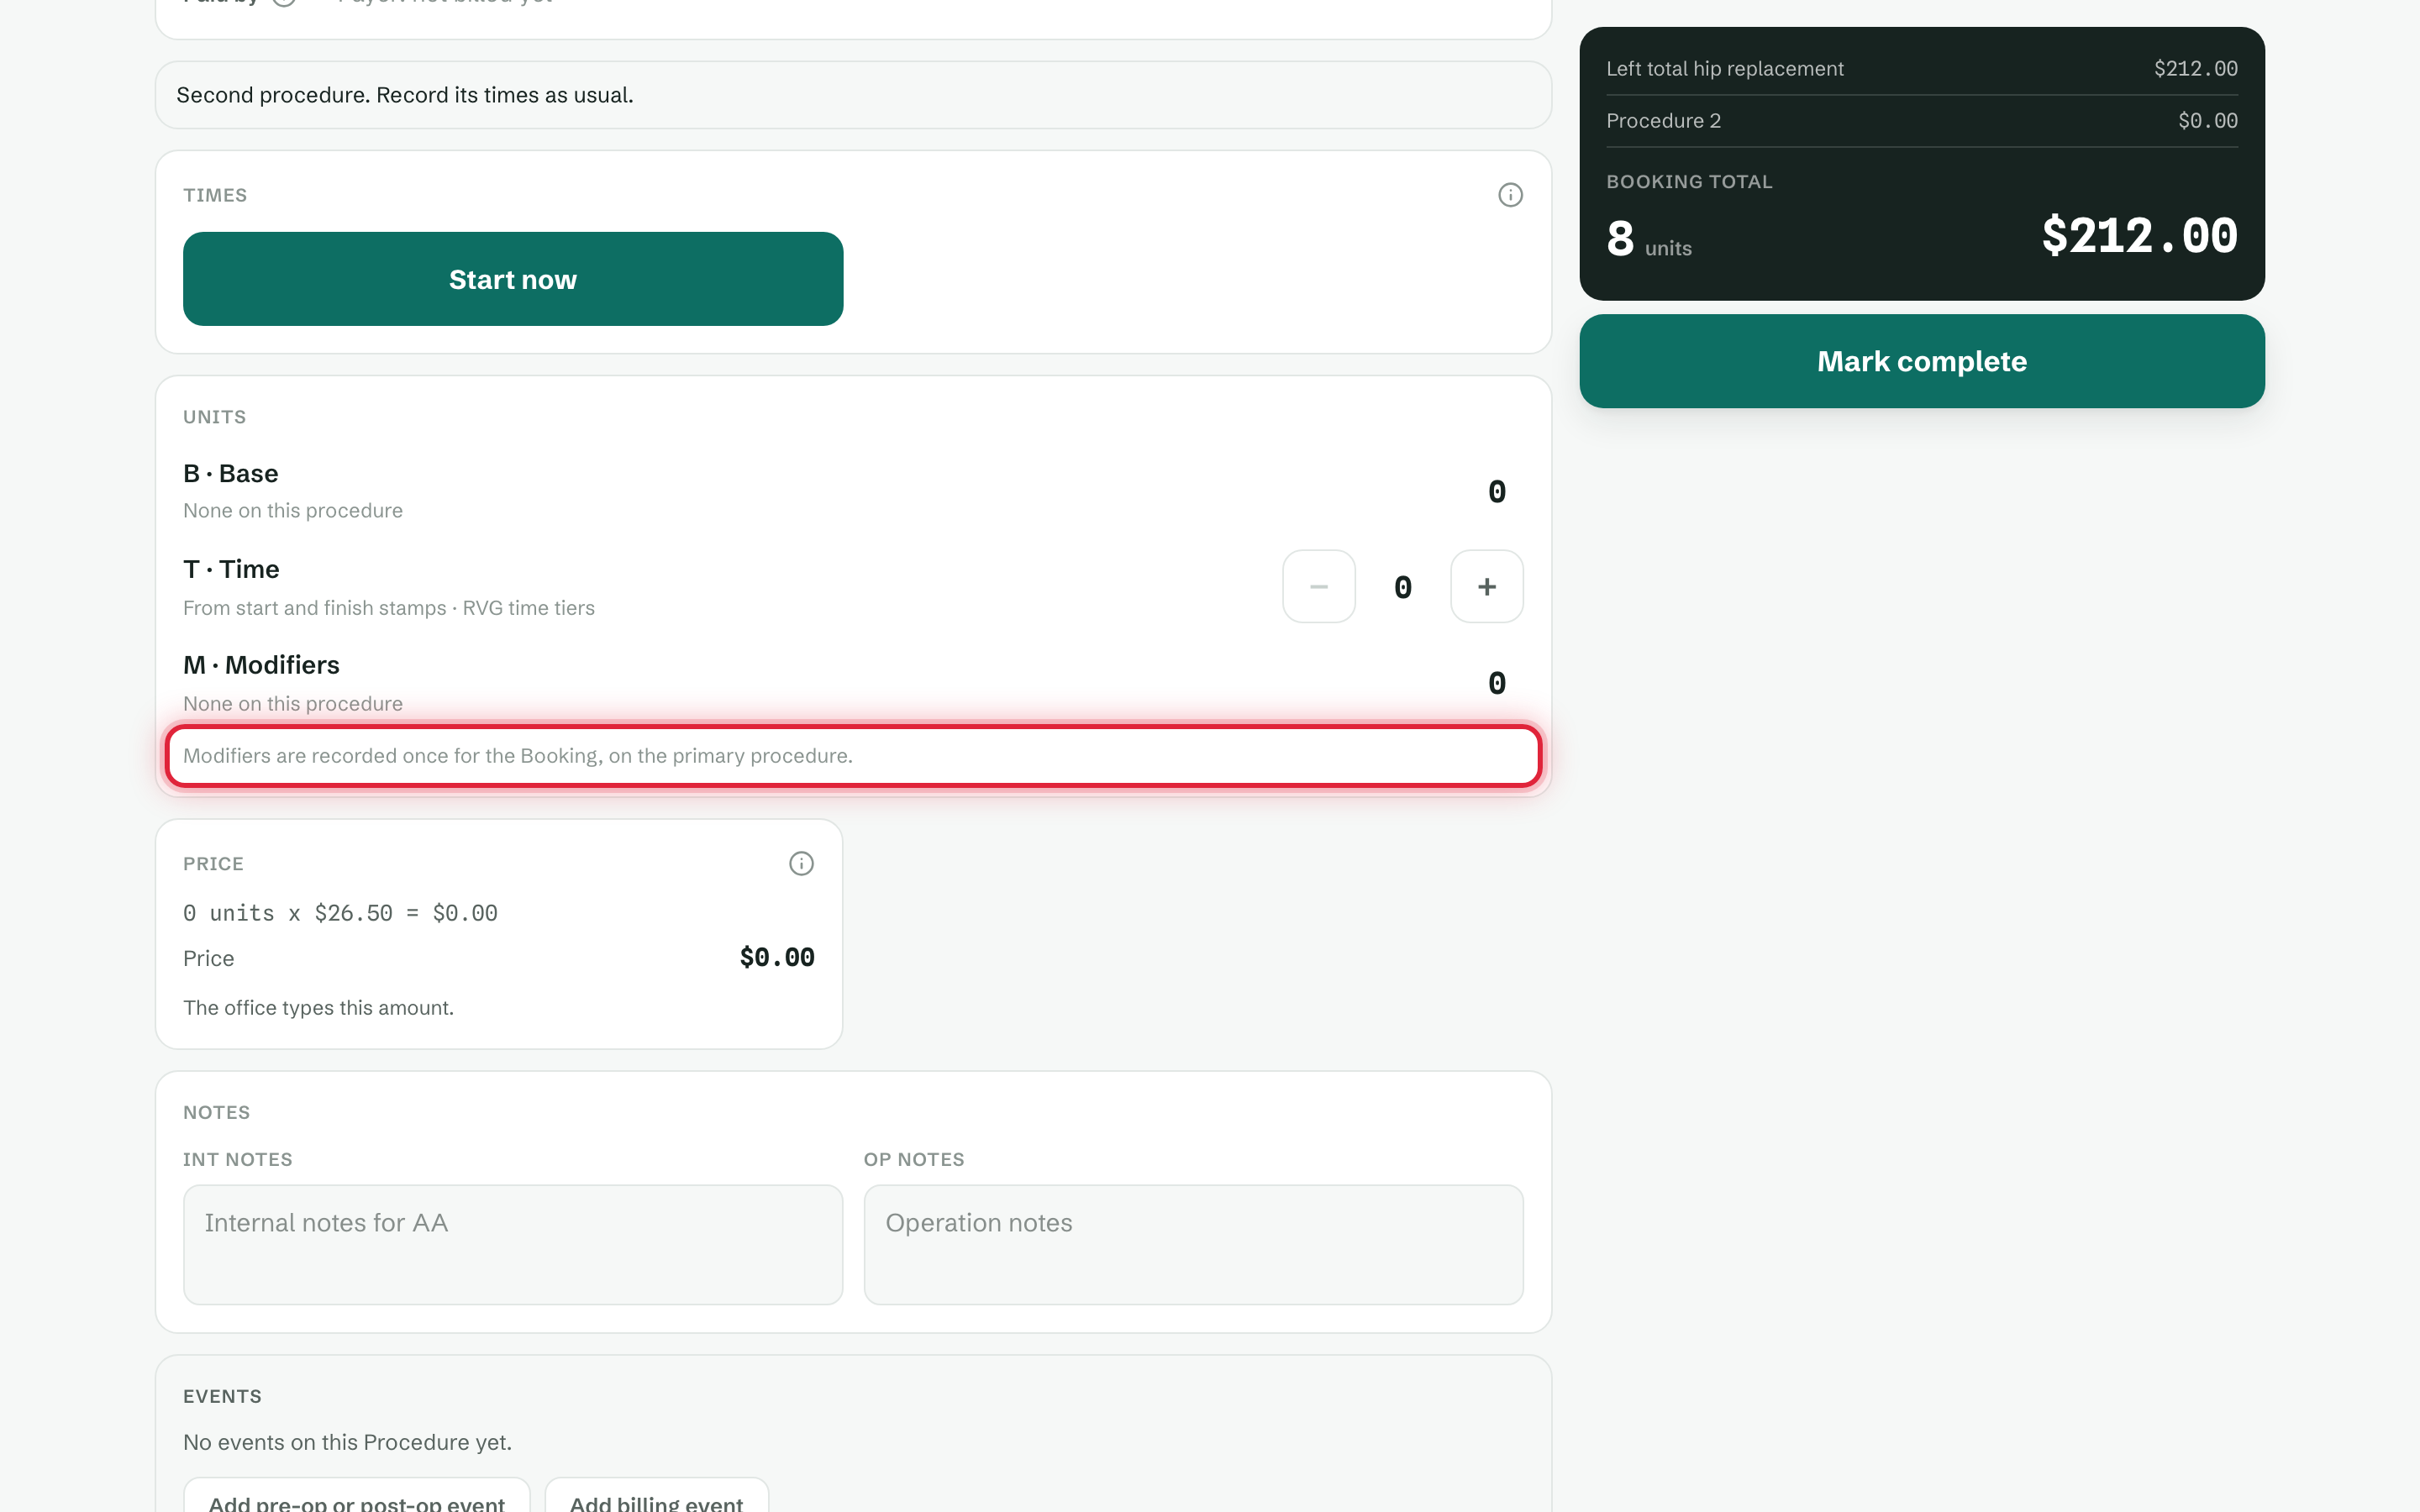 Second procedure. Record its times as usual.
TIMES
Start now
UNITS
B · Base
None on this procedure
0
T · Time
From start and finish stamps · RVG time tiers
−
0
+
M · Modifiers
None on this procedure
0
Modifiers are recorded once for the Booking, on the primary procedure.
PRICE
0 units x $26.50 = $0.00
Price $0.00
The office types this amount.
NOTES
INT NOTES
OP NOTES
Internal notes for AA
Operation notes
EVENTS
No events on this Procedure yet.
Add pre-op or post-op event
Add billing event
Left total hip replacement $212.00
Procedure 2 $0.00
BOOKING TOTAL
8 units $212.00
Mark complete